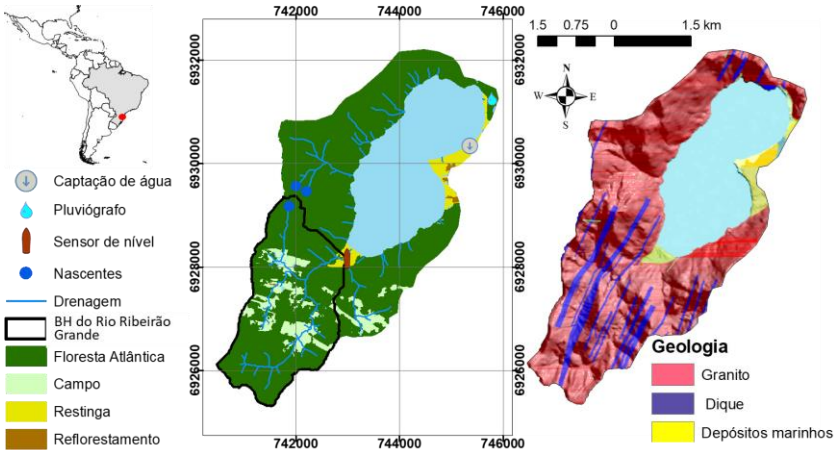 Captação de água
Pluviógrafo
Sensor de nível
Nascentes
Drenagem
BH do Rio Ribeirão
Grande
Floresta Atlântica
Campo
Restinga
Reflorestamento
742000 744000 746000
6932000
6930000
6928000
6926000
6932000
6930000
6928000
6926000
742000 744000 746000
1.5 0.75 0 1.5 km
N
W E
S
Geologia
Granito
Dique
Depósitos marinhos